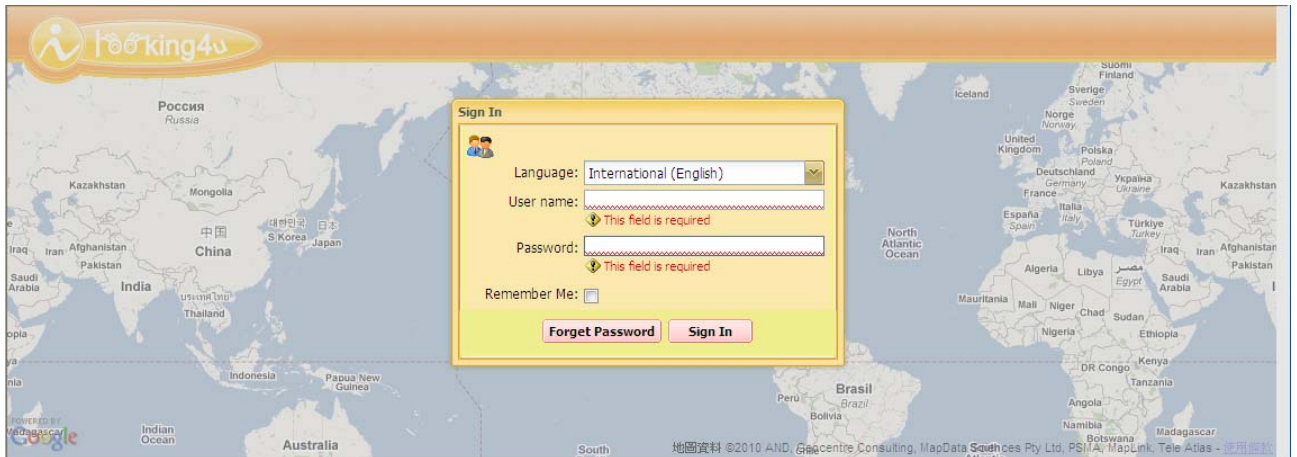 looking4u
Suomi
Finland
Iceland
Sverige
Sweden
Россия
Russia
Norge
Norway
Sign In
United
Kingdom
Polska
Poland
Language: International (English)
Deutschland
Germany
Україна
Ukraine
Kazakhstan
Mongolia
France
Kazakhstan
User name:
Italia
Italy
España
Spain
This field is required
대한민국
S Korea
日本
Japan
中国
China
North
Atlantic
Ocean
Türkiye
Turkey
Password:
Iraq
Iran
Afghanistan
Iraq
Iran
Afghanistan
This field is required
Pakistan
Algeria
Libya
Egypt
Pakistan
Saudi
Arabia
India
Saudi
Arabia
Remember Me:
Thailand
Mauritania
Mali
Niger
Chad
Sudan
Forget Password
Sign In
Nigeria
Ethiopia
opia
Kenya
DR Congo
Indonesia
Papua New
Guinea
Tanzania
Perú
Brasil
Brazil
Angola
Bolivia
POWERED BY
Google
Indian
Ocean
Namibia
Botswana
Madagascar
Australia
South
地圖資料 ©2010 AND, Geocentre Consulting, MapData Sciences Pty Ltd, PSMA, MapLink, Tele Atlas - 使用條款